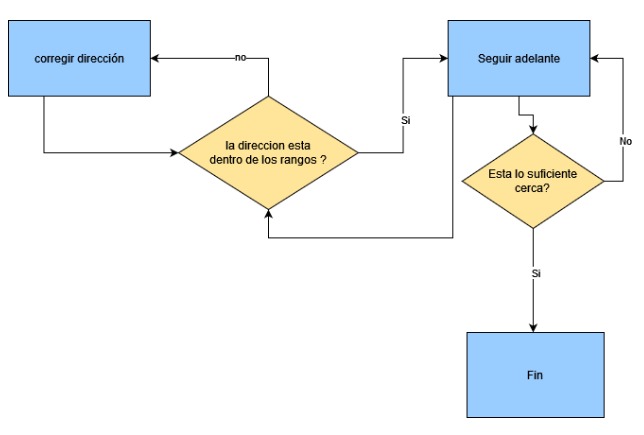 corregir dirección
no
Seguir adelante
Si
la direccion esta
dentro de los rangos ?
No
Esta lo suficiente
cerca?
Si
Fin